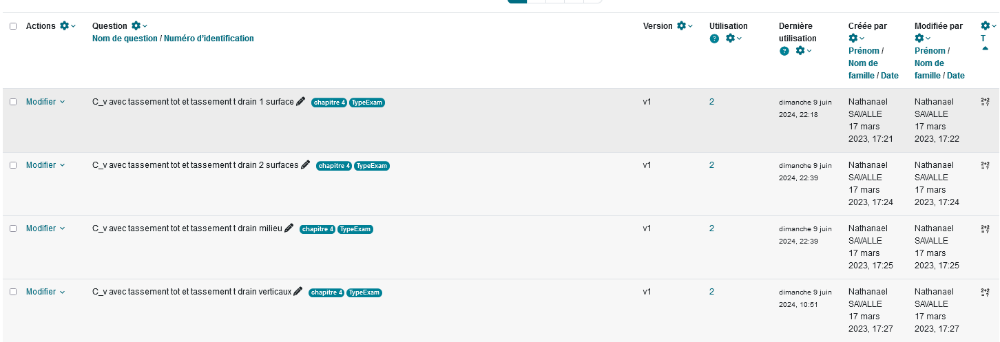 Actions Question Version Utilisation Dernière utilisation Créée par Modifiée par T
Nom de question / Numéro d'identification
Prénom / Nom de famille / Date
Prénom / Nom de famille / Date
Modifier C_v avec tassement tot et tassement t drain 1 surface chapitre 4 TypeExam v1 2 dimanche 9 juin 2024, 22:18 Nathanael SAVALLE 17 mars 2023, 17:21 Nathanael SAVALLE 17 mars 2023, 17:22 2+2 = ?
Modifier C_v avec tassement tot et tassement t drain 2 surfaces chapitre 4 TypeExam v1 2 dimanche 9 juin 2024, 22:39 Nathanael SAVALLE 17 mars 2023, 17:24 Nathanael SAVALLE 17 mars 2023, 17:24 2+2 = ?
Modifier C_v avec tassement tot et tassement t drain milieu chapitre 4 TypeExam v1 2 dimanche 9 juin 2024, 22:39 Nathanael SAVALLE 17 mars 2023, 17:25 Nathanael SAVALLE 17 mars 2023, 17:25 2+2 = ?
Modifier C_v avec tassement tot et tassement t drain verticaux chapitre 4 TypeExam v1 2 dimanche 9 juin 2024, 10:51 Nathanael SAVALLE 17 mars 2023, 17:27 Nathanael SAVALLE 17 mars 2023, 17:27 2+2 = ?